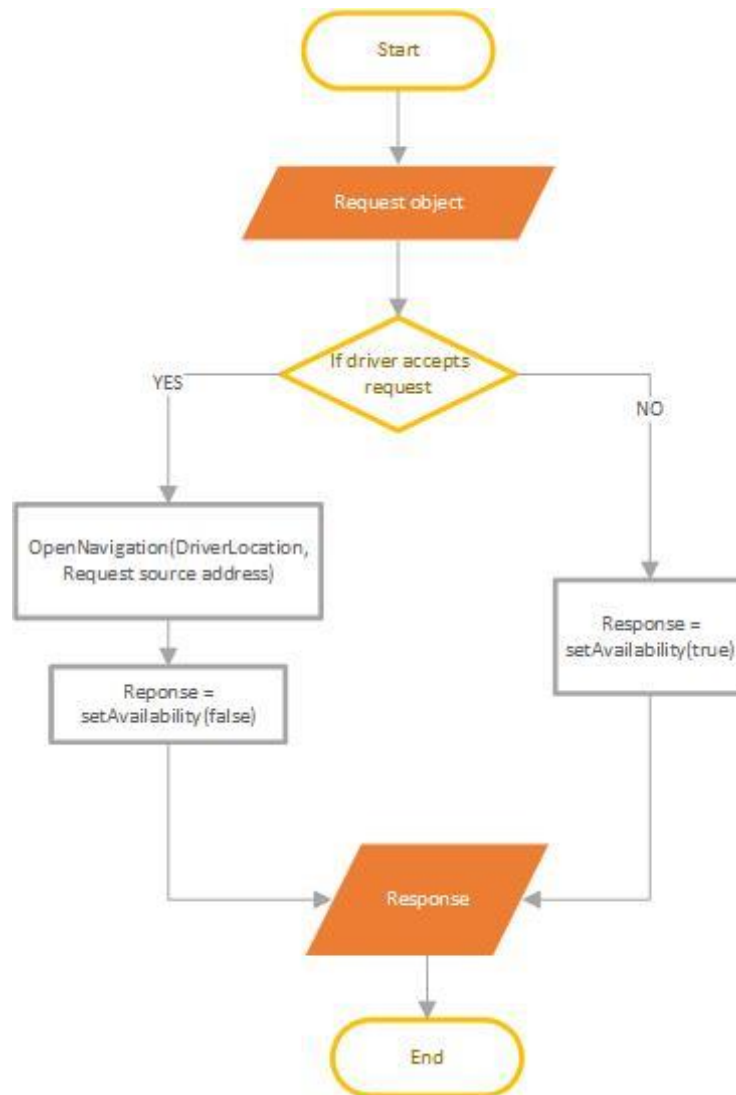 Start
Request object
If driver accepts
request
YES
NO
OpenNavigation(DriverLocation,
Request source address)
Response =
setAvailability(true)
Reponse =
setAvailability(false)
Response
End